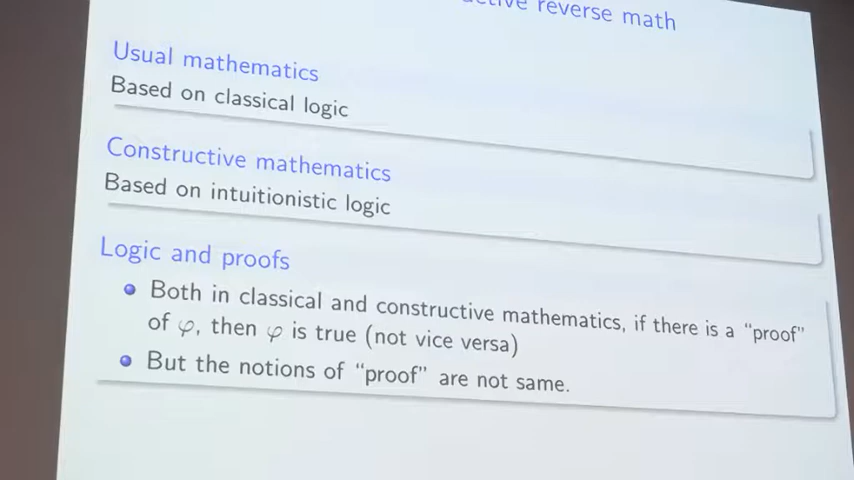 reverse math
Usual mathematics
Based on classical logic
Constructive mathematics
Based on intuitionistic logic
Logic and proofs
Both in classical and constructive mathematics, if there is a “proof”
of φ, then φ is true (not vice versa)
But the notions of “proof” are not same.